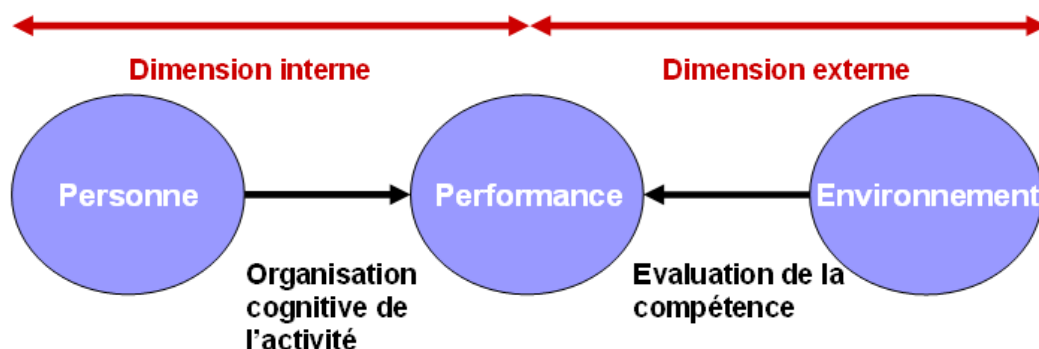 Dimension interne
Dimension externe
Personne
Performance
Environnement
Organisation
cognitive de
l'activité
Evaluation de la
compétence